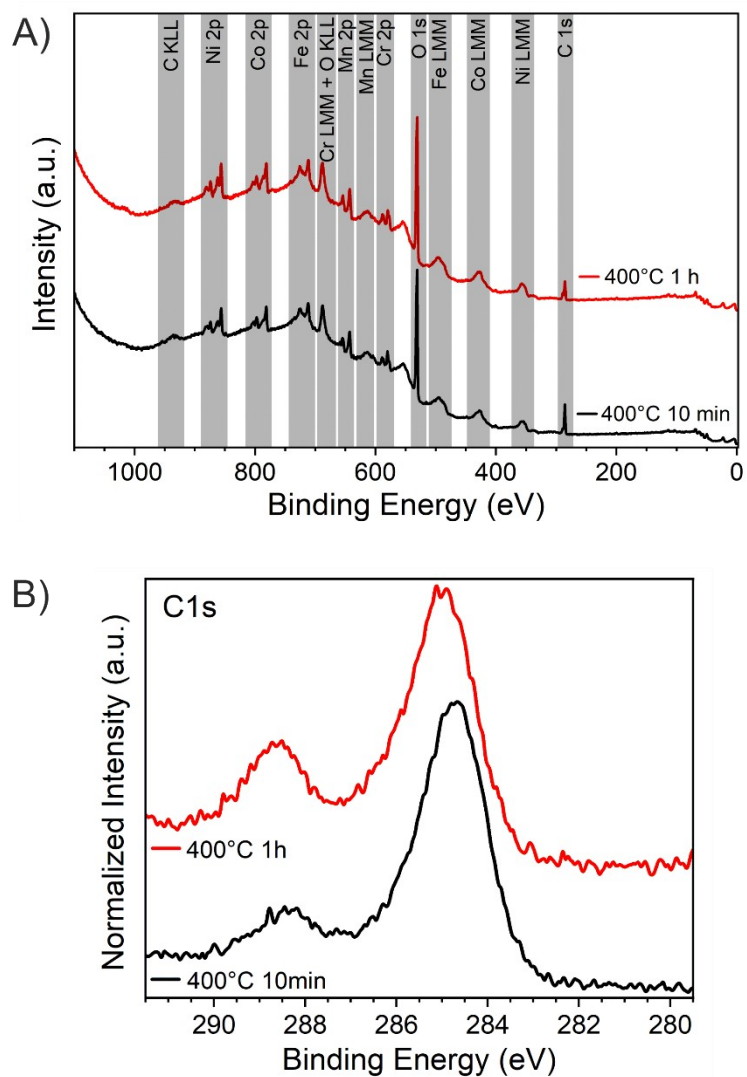 A)
C KLL
Ni 2p
Co 2p
Fe 2p
Cr LMM + O KLL
Mn 2p
Mn LMM
Cr 2p
O 1s
Fe LMM
Co LMM
Ni LMM
C 1s
Intensity (a.u.)
400°C 1 h
400°C 10 min
1000 800 600 400 200 0
Binding Energy (eV)
B)
C1s
Normalized Intensity (a.u.)
400°C 1h
400°C 10min
290 288 286 284 282 280
Binding Energy (eV)